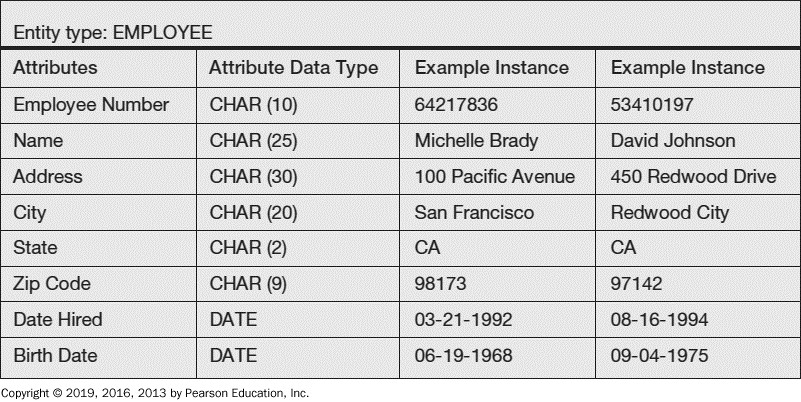 Entity type: EMPLOYEE
Attributes Attribute Data Type Example Instance Example Instance
Employee Number CHAR (10) 64217836 53410197
Name CHAR (25) Michelle Brady David Johnson
Address CHAR (30) 100 Pacific Avenue 450 Redwood Drive
City CHAR (20) San Francisco Redwood City
State CHAR (2) CA CA
Zip Code CHAR (9) 98173 97142
Date Hired DATE 03-21-1992 08-16-1994
Birth Date DATE 06-19-1968 09-04-1975
Copyright © 2019, 2016, 2013 by Pearson Education, Inc.